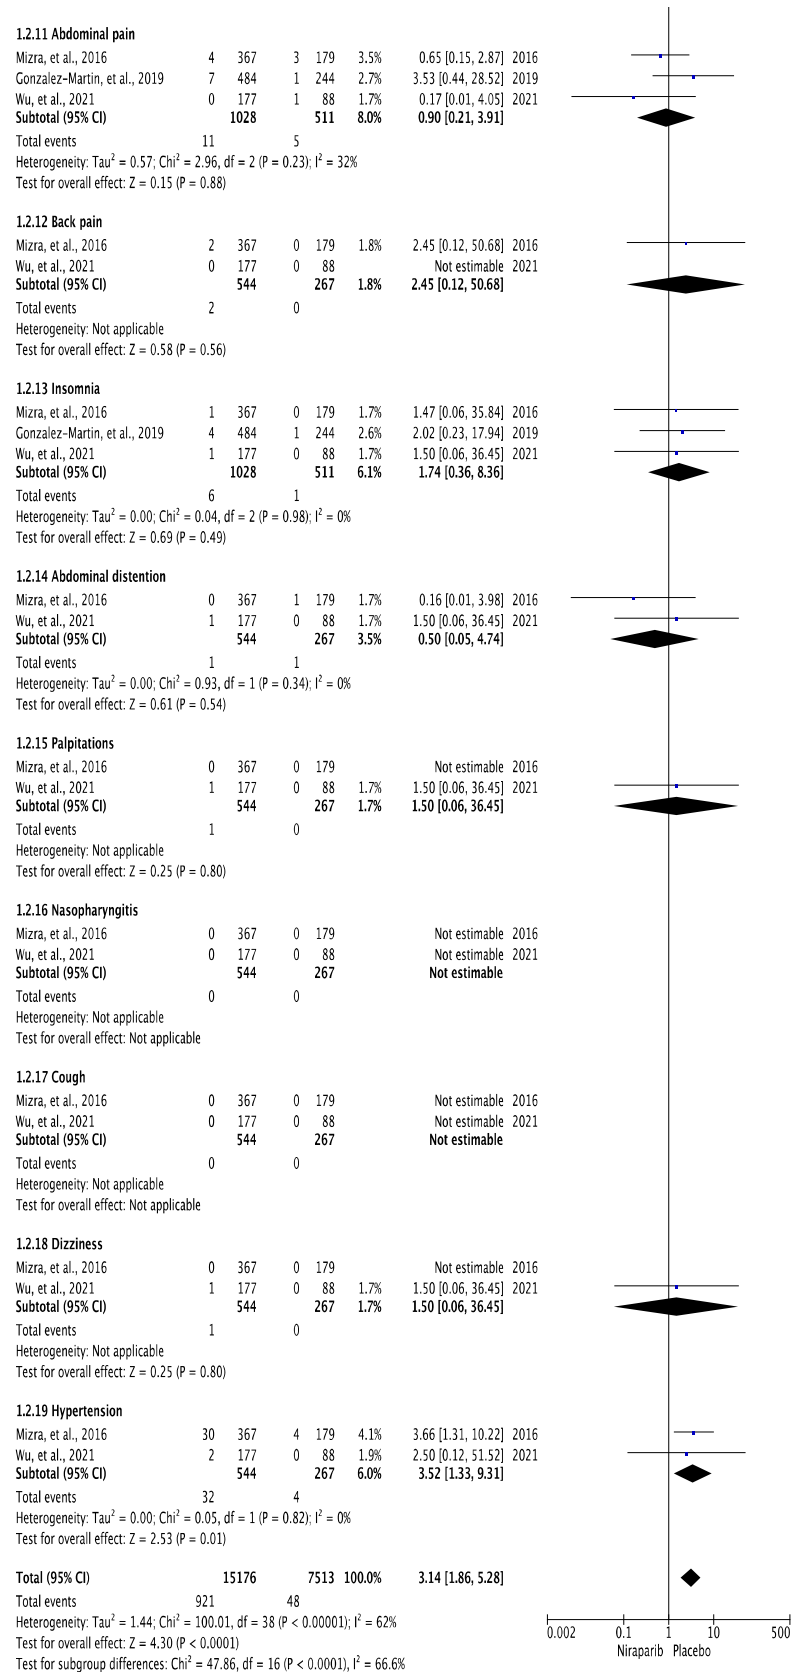 1.2.11 Abdominal pain
Mizra, et al., 2016 4 367 3 179 3.5% 0.65 [0.15, 2.87] 2016
Gonzalez-Martin, et al., 2019 7 484 1 244 2.7% 3.53 [0.44, 28.52] 2019
Wu, et al., 2021 0 177 1 88 1.7% 0.17 [0.01, 4.05] 2021
Subtotal (95% CI) 1028 511 8.0% 0.90 [0.21, 3.91]
Total events 11 5
Heterogeneity: Tau² = 0.57; Chi² = 2.96, df = 2 (P = 0.23); I² = 32%
Test for overall effect: Z = 0.15 (P = 0.88)
1.2.12 Back pain
Mizra, et al., 2016 2 367 0 179 1.8% 2.45 [0.12, 50.68] 2016
Wu, et al., 2021 0 177 0 88 Not estimable 2021
Subtotal (95% CI) 544 267 1.8% 2.45 [0.12, 50.68]
Total events 2 0
Heterogeneity: Not applicable
Test for overall effect: Z = 0.58 (P = 0.56)
1.2.13 Insomnia
Mizra, et al., 2016 1 367 0 179 1.7% 1.47 [0.06, 35.84] 2016
Gonzalez-Martin, et al., 2019 4 484 1 244 2.6% 2.02 [0.23, 17.94] 2019
Wu, et al., 2021 1 177 0 88 1.7% 1.50 [0.06, 36.45] 2021
Subtotal (95% CI) 1028 511 6.1% 1.74 [0.36, 8.36]
Total events 6 1
Heterogeneity: Tau² = 0.00; Chi² = 0.04, df = 2 (P = 0.98); I² = 0%
Test for overall effect: Z = 0.69 (P = 0.49)
1.2.14 Abdominal distention
Mizra, et al., 2016 0 367 1 179 1.7% 0.16 [0.01, 3.98] 2016
Wu, et al., 2021 1 177 0 88 1.7% 1.50 [0.06, 36.45] 2021
Subtotal (95% CI) 544 267 3.5% 0.50 [0.05, 4.74]
Total events 1 1
Heterogeneity: Tau² = 0.00; Chi² = 0.93, df = 1 (P = 0.34); I² = 0%
Test for overall effect: Z = 0.61 (P = 0.54)
1.2.15 Palpitations
Mizra, et al., 2016 0 367 0 179 Not estimable 2016
Wu, et al., 2021 1 177 0 88 1.7% 1.50 [0.06, 36.45] 2021
Subtotal (95% CI) 544 267 1.7% 1.50 [0.06, 36.45]
Total events 1 0
Heterogeneity: Not applicable
Test for overall effect: Z = 0.25 (P = 0.80)
1.2.16 Nasopharyngitis
Mizra, et al., 2016 0 367 0 179 Not estimable 2016
Wu, et al., 2021 0 177 0 88 Not estimable 2021
Subtotal (95% CI) 544 267 Not estimable
Total events 0 0
Heterogeneity: Not applicable
Test for overall effect: Not applicable
1.2.17 Cough
Mizra, et al., 2016 0 367 0 179 Not estimable 2016
Wu, et al., 2021 0 177 0 88 Not estimable 2021
Subtotal (95% CI) 544 267 Not estimable
Total events 0 0
Heterogeneity: Not applicable
Test for overall effect: Not applicable
1.2.18 Dizziness
Mizra, et al., 2016 0 367 0 179 Not estimable 2016
Wu, et al., 2021 1 177 0 88 1.7% 1.50 [0.06, 36.45] 2021
Subtotal (95% CI) 544 267 1.7% 1.50 [0.06, 36.45]
Total events 1 0
Heterogeneity: Not applicable
Test for overall effect: Z = 0.25 (P = 0.80)
1.2.19 Hypertension
Mizra, et al., 2016 30 367 4 179 4.1% 3.66 [1.31, 10.22] 2016
Wu, et al., 2021 2 177 0 88 1.9% 2.50 [0.12, 51.52] 2021
Subtotal (95% CI) 544 267 6.0% 3.52 [1.33, 9.31]
Total events 32 4
Heterogeneity: Tau² = 0.00; Chi² = 0.05, df = 1 (P = 0.82); I² = 0%
Test for overall effect: Z = 2.53 (P = 0.01)
Total (95% CI) 15176 7513 100.0% 3.14 [1.86, 5.28]
Total events 921 48
Heterogeneity: Tau² = 1.44; Chi² = 100.01, df = 38 (P < 0.00001); I² = 62%
Test for overall effect: Z = 4.30 (P < 0.0001)
Test for subgroup differences: Chi² = 47.86, df = 16 (P < 0.0001), I² = 66.6%
0.002 0.1 1 10 500
Niraparib Placebo